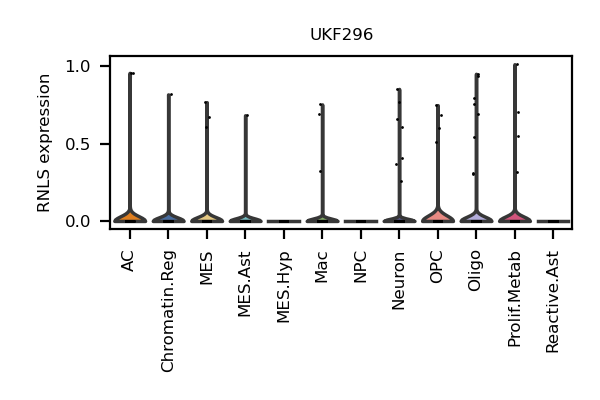 UKF296
RNLS expression
1.0
0.5
0.0
AC
Chromatin.Reg
MES
MES.Ast
MES.Hyp
Mac
NPC
Neuron
OPC
Oligo
Prolif.Metab
Reactive.Ast